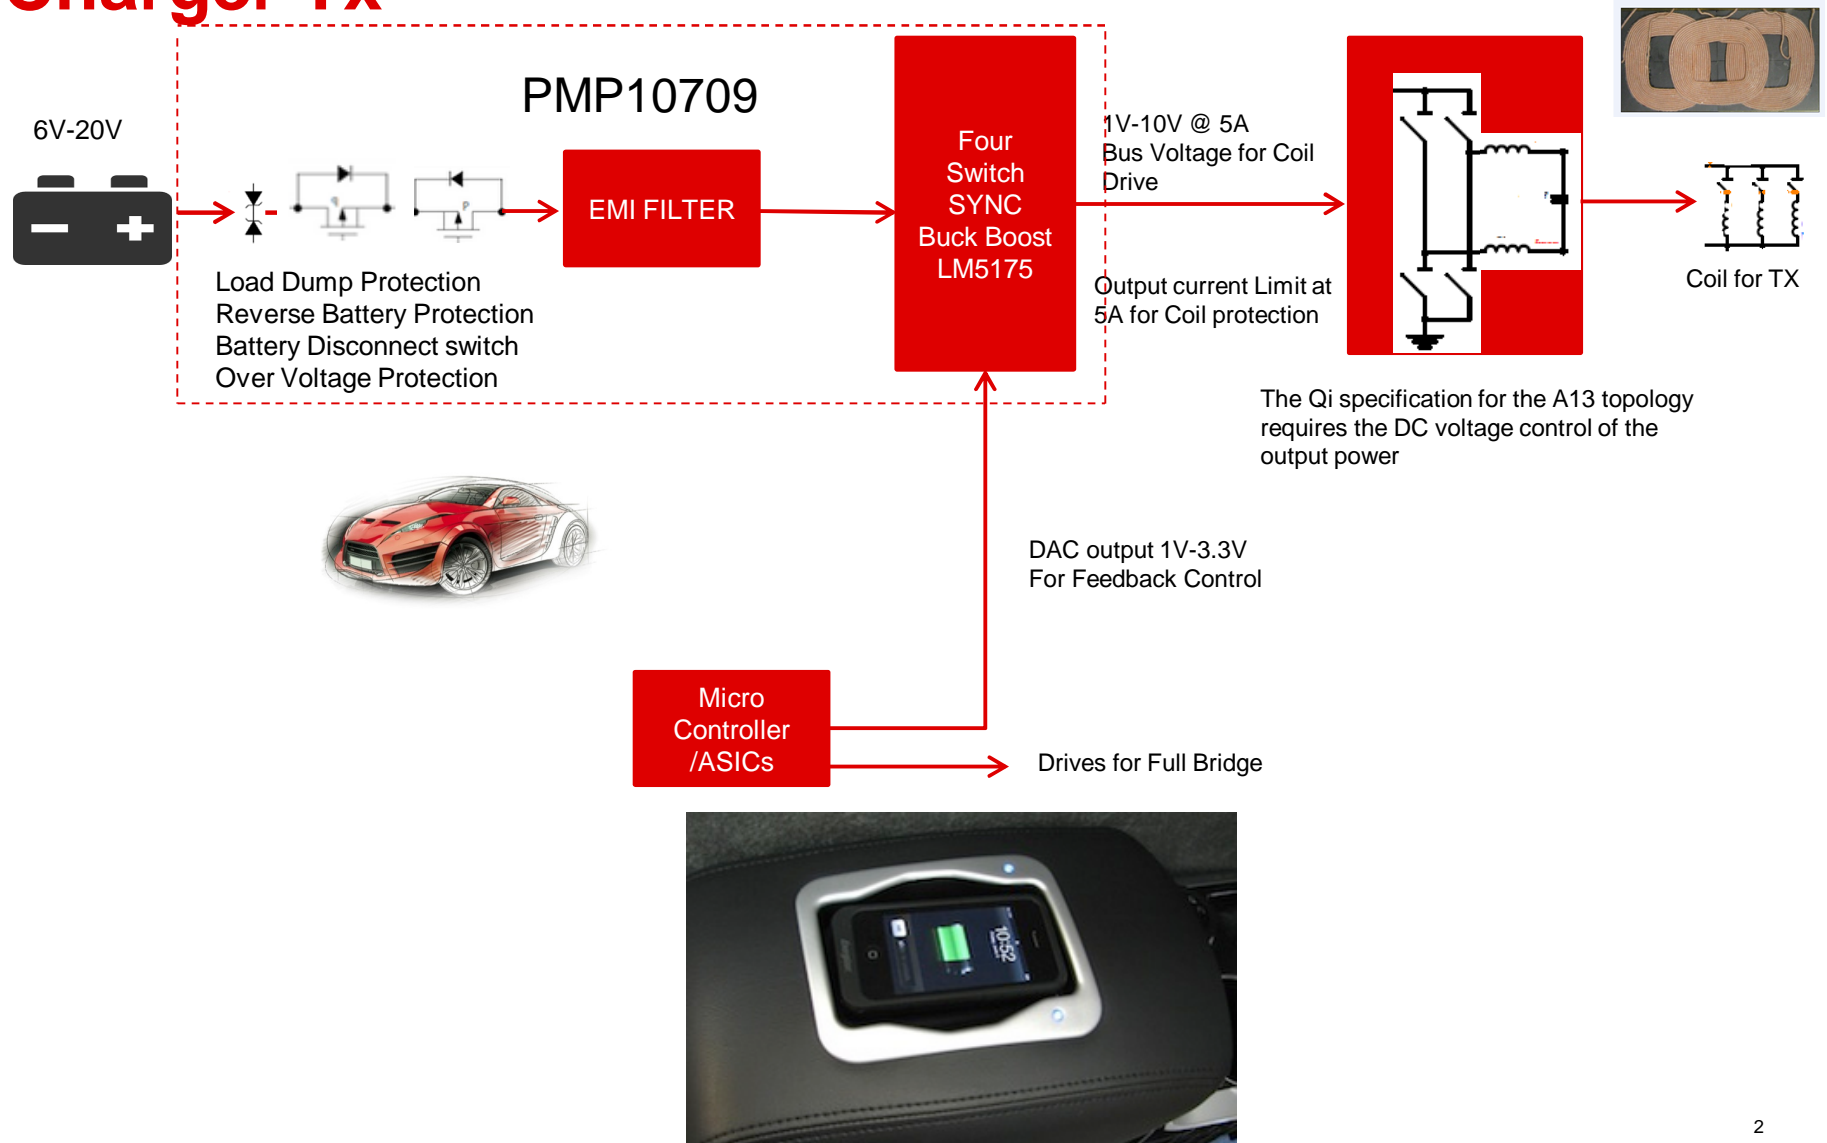 Charger Tx
PMP10709
6V-20V
EMI FILTER
Four
Switch
SYNC
Buck Boost
LM5175
1V-10V @ 5A
Bus Voltage for Coil
Drive
Output current Limit at
5A for Coil protection
Coil for TX
Load Dump Protection
Reverse Battery Protection
Battery Disconnect switch
Over Voltage Protection
The Qi specification for the A13 topology
requires the DC voltage control of the
output power
DAC output 1V-3.3V
For Feedback Control
Micro
Controller
/ASICs
Drives for Full Bridge
10:52
2